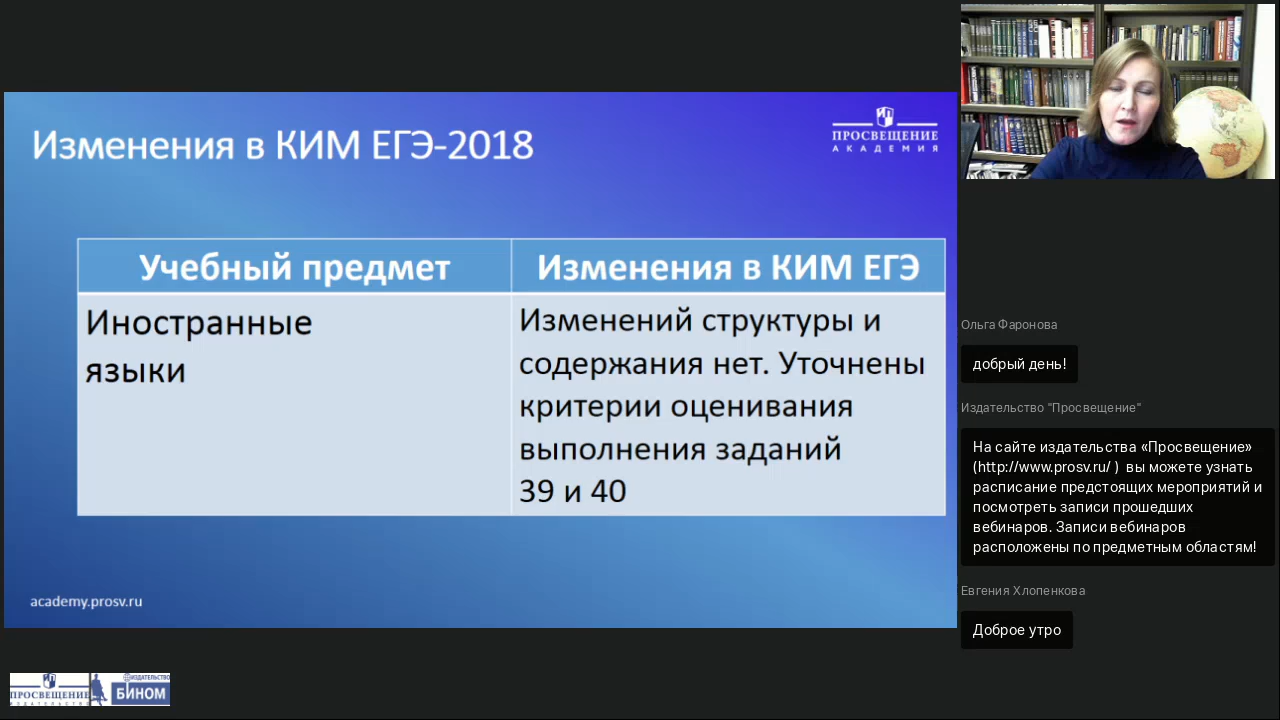 Изменения в КИМ ЕГЭ-2018
ПРОСВЕЩЕНИЕ
АКАДЕМИЯ
Учебный предмет
Изменения в КИМ ЕГЭ
Иностранные
языки
Изменений структуры и
содержания нет. Уточнены
критерии оценивания
выполнения заданий
39 и 40
academy.prosv.ru
ПРОСВЕЩЕНИЕ
ИЗДАТЕЛЬСТВО
ИЗДАТЕЛЬСТВО
БИНОМ
Ольга Фаронова
добрый день!
Издательство "Просвещение"
На сайте издательства «Просвещение»
(http://www.prosv.ru/ )  вы можете узнать
расписание предстоящих мероприятий и
посмотреть записи прошедших
вебинаров. Записи вебинаров
расположены по предметным областям!
Евгения Хлопенкова
Доброе утро